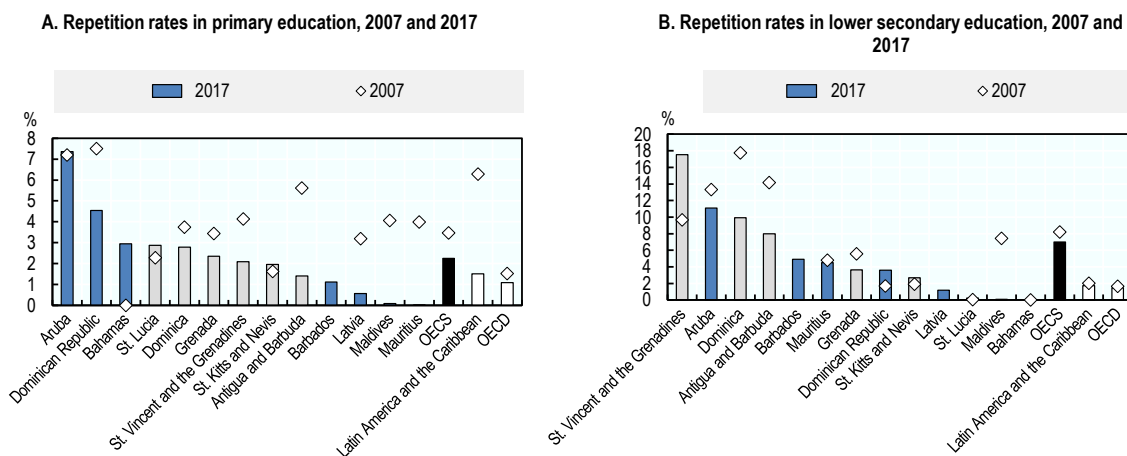 A. Repetition rates in primary education, 2007 and 2017
2017
2007
%
8
7
6
5
4
3
2
1
0
Aruba
Dominican Republic
Bahamas
St. Lucia
Dominica
Grenada
St. Vincent and the Grenadines
St. Kitts and Nevis
Antigua and Barbuda
Barbados
Latvia
Maldives
Mauritius
OECS
Latin America and the Caribbean
OECD
B. Repetition rates in lower secondary education, 2007 and
2017
2017
2007
%
20
18
16
14
12
10
8
6
4
2
0
St. Vincent and the Grenadines
Aruba
Dominica
Antigua and Barbuda
Barbados
Mauritius
Grenada
Dominican Republic
St. Kitts and Nevis
Latvia
St. Lucia
Maldives
Bahamas
OECS
Latin America and the Caribbean
OECD